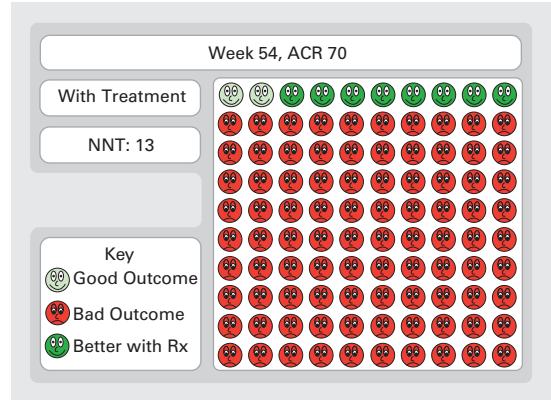 Week 54, ACR 70
With Treatment
NNT: 13
Key
Good Outcome
Bad Outcome
Better with Rx